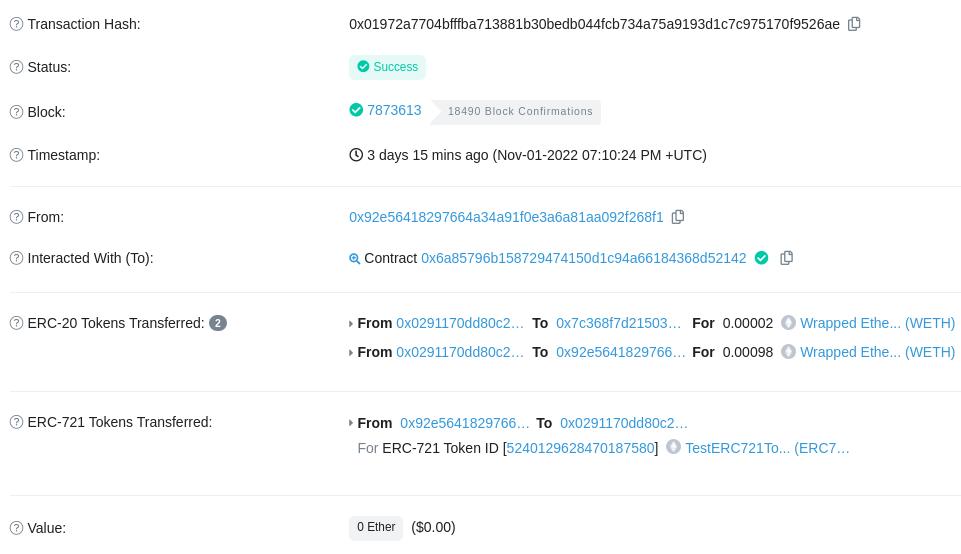 Transaction Hash: 0x01972a7704bfffba713881b30bedb044fcb734a75a9193d1c7c975170f9526ae
Status: Success
Block: 7873613 18490 Block Confirmations
Timestamp: 3 days 15 mins ago (Nov-01-2022 07:10:24 PM +UTC)
From: 0x92e56418297664a34a91f0e3a6a81aa092f268f1
Interacted With (To): Contract 0x6a85796b158729474150d1c94a66184368d52142
ERC-20 Tokens Transferred: 2 From 0x0291170dd80c2... To 0x7c368f7d21503... For 0.00002 Wrapped Ethe... (WETH)
From 0x0291170dd80c2... To 0x92e5641829766... For 0.00098 Wrapped Ethe... (WETH)
ERC-721 Tokens Transferred: From 0x92e5641829766... To 0x0291170dd80c2...
For ERC-721 Token ID [5240129628470187580] TestERC721To... (ERC7...
Value: 0 Ether ($0.00)